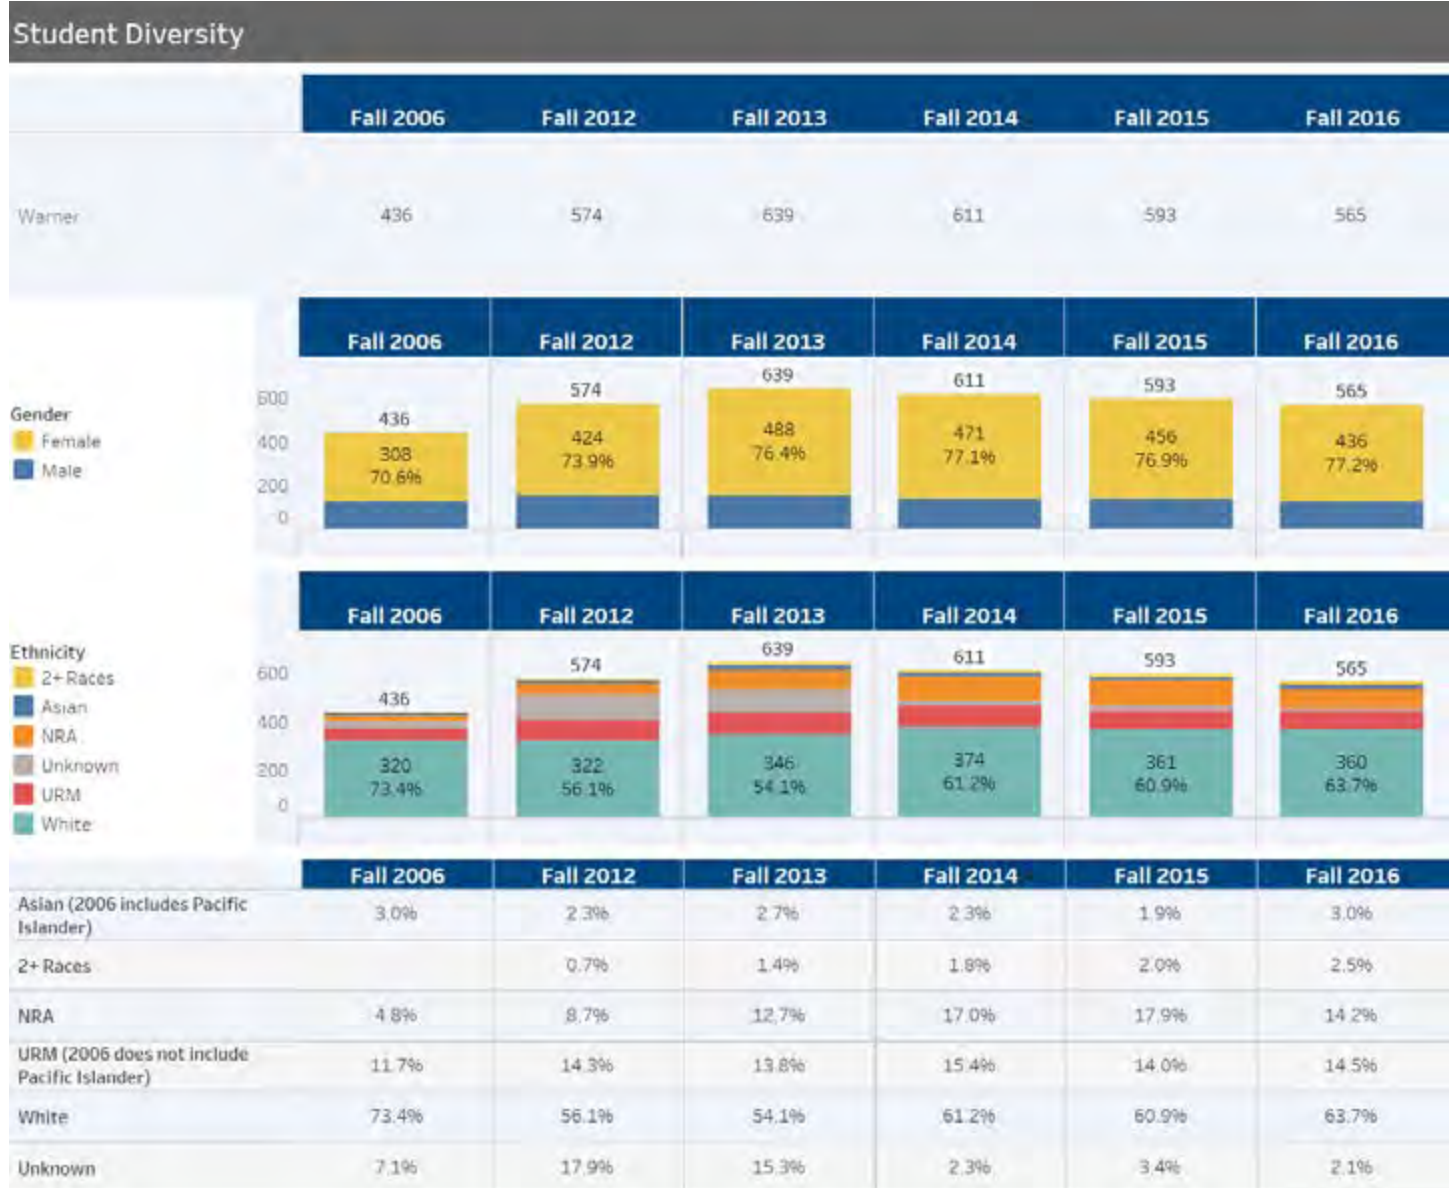 Student Diversity
Fall 2006 Fall 2012 Fall 2013 Fall 2014 Fall 2015 Fall 2016
Warner 436 574 639 611 593 565
Fall 2006 Fall 2012 Fall 2013 Fall 2014 Fall 2015 Fall 2016
Gender
Female
Male
600
400
200
0
436 574 639 611 593 565
308 424 488 471 456 436
70.6% 73.9% 76.4% 77.1% 76.9% 77.2%
Fall 2006 Fall 2012 Fall 2013 Fall 2014 Fall 2015 Fall 2016
Ethnicity
2+ Races
Asian
NRA
Unknown
URM
White
600
400
200
0
436 574 639 611 593 565
320 322 346 374 361 360
73.4% 56.1% 54.1% 61.2% 60.9% 63.7%
Fall 2006 Fall 2012 Fall 2013 Fall 2014 Fall 2015 Fall 2016
Asian (2006 includes Pacific
Islander) 3.0% 2.3% 2.7% 2.3% 1.9% 3.0%
2+ Races 0.7% 1.4% 1.8% 2.0% 2.5%
NRA 4.8% 8.7% 12.7% 17.0% 17.9% 14.2%
URM (2006 does not include
Pacific Islander) 11.7% 14.3% 13.8% 15.4% 14.0% 14.5%
White 73.4% 56.1% 54.1% 61.2% 60.9% 63.7%
Unknown 7.1% 17.9% 15.3% 2.3% 3.4% 2.1%